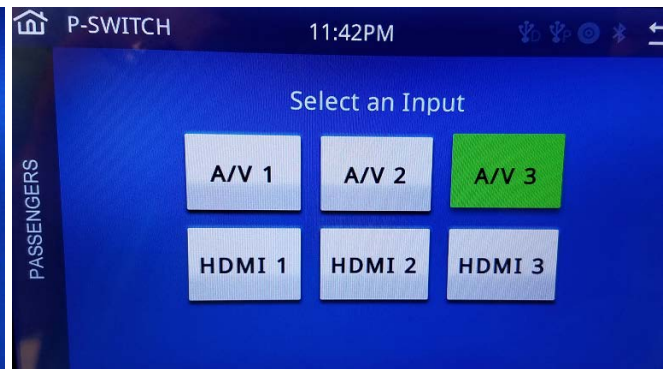 P-SWITCH 11:42PM
PASSENGERS
Select an Input
A/V 1 A/V 2 A/V 3
HDMI 1 HDMI 2 HDMI 3